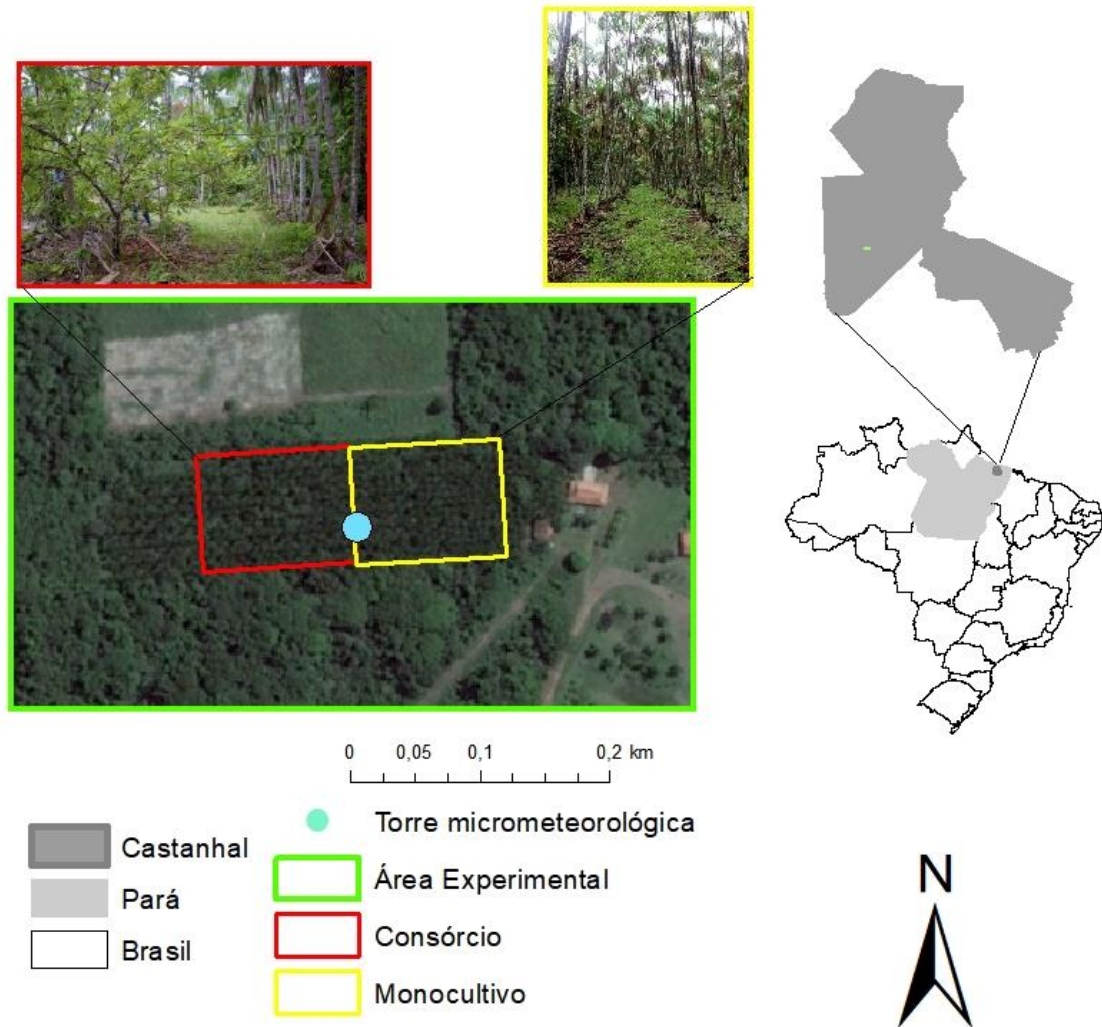 0 0,05 0,1 0,2 km
Castanhal
Pará
Brasil
Torre micrometeorológica
Área Experimental
Consórcio
Monocultivo
N